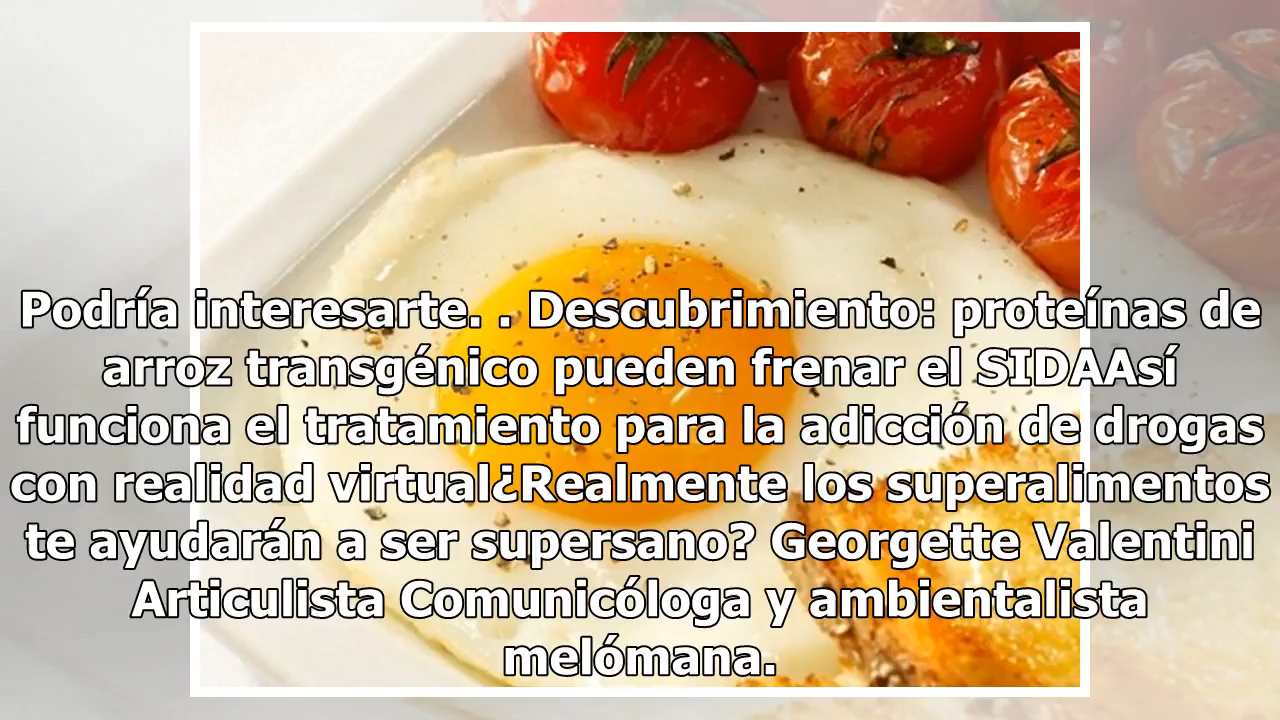 Podría interesarte. . Descubrimiento: proteínas de
arroz transgénico pueden frenar el SIDAAsí
funciona el tratamiento para la adicción de drogas
con realidad virtual¿Realmente los superalimentos
te ayudarán a ser supersano? Georgette Valentini
Articulista Comunicóloga y ambientalista
melómana.